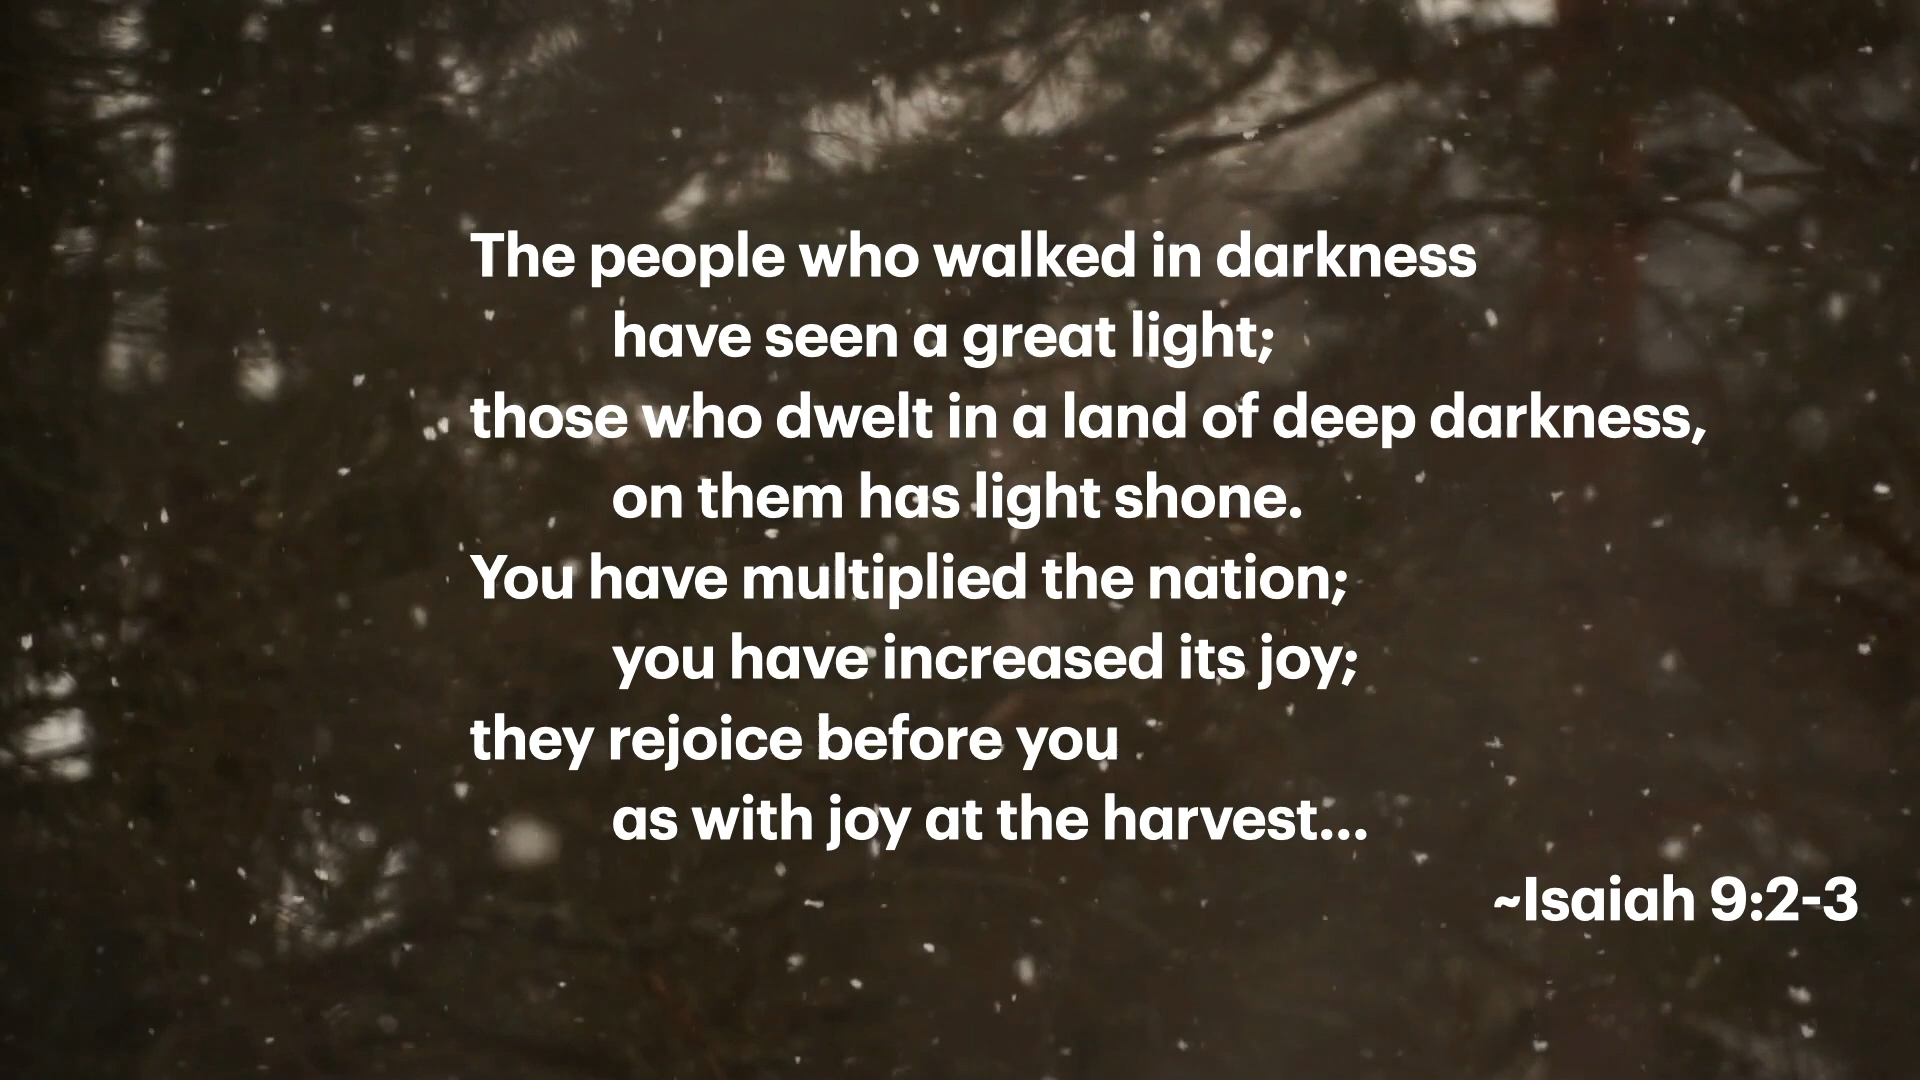 The people who walked in darkness
have seen a great light;
those who dwelt in a land of deep darkness,
on them has light shone.
You have multiplied the nation;
you have increased its joy;
they rejoice before you
as with joy at the harvest...
~Isaiah 9:2-3